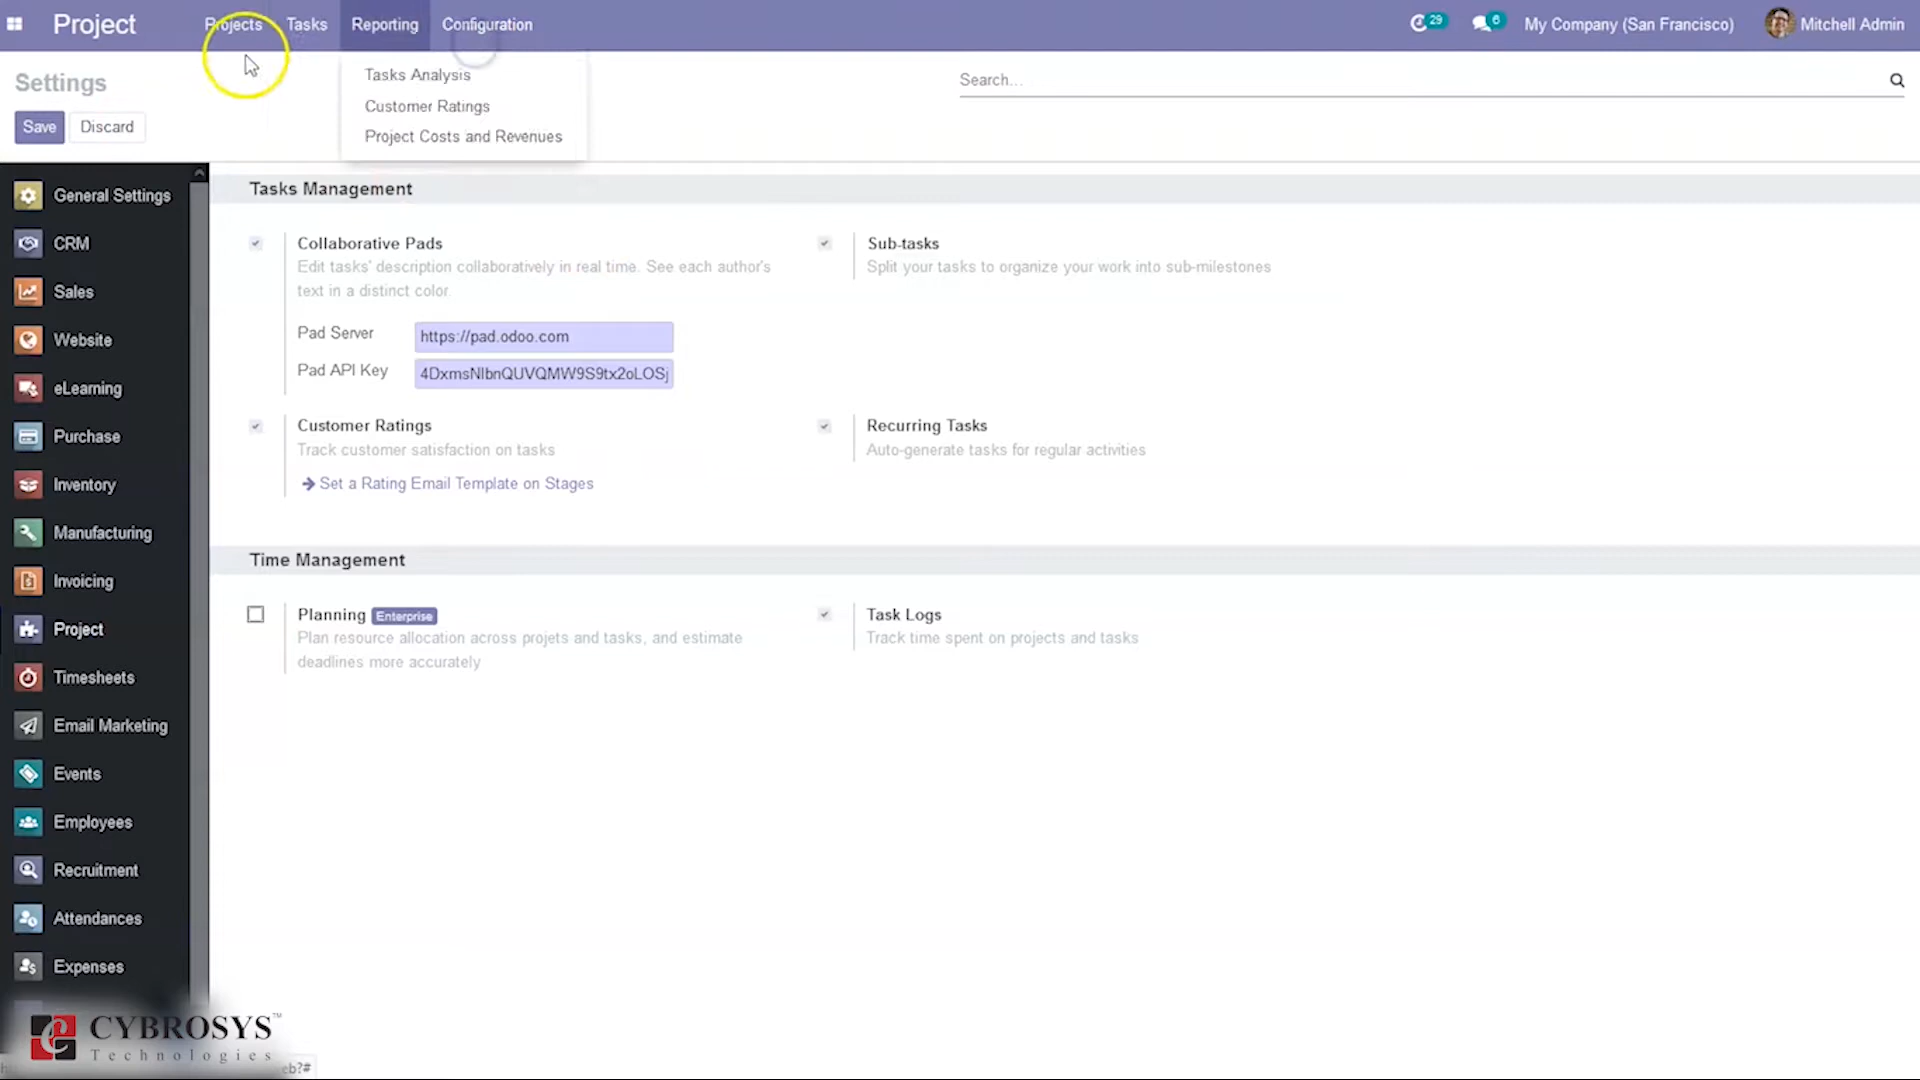 Project
Projects
Tasks
Reporting
Configuration
29
6
My Company (San Francisco)
Mitchell Admin
Settings
Tasks Analysis
Customer Ratings
Project Costs and Revenues
Search...
Save
Discard
General Settings
CRM
Sales
Website
eLearning
Purchase
Inventory
Manufacturing
Invoicing
Project
Timesheets
Email Marketing
Events
Employees
Recruitment
Attendances
Expenses
Tasks Management
Collaborative Pads
Edit tasks' description collaboratively in real time. See each author's
text in a distinct color.
Pad Server
https://pad.odoo.com
Pad API Key
4DxmsNIbnQUVQMW9S9tx2oLOSj
Sub-tasks
Split your tasks to organize your work into sub-milestones
Customer Ratings
Track customer satisfaction on tasks
Set a Rating Email Template on Stages
Recurring Tasks
Auto-generate tasks for regular activities
Time Management
Planning Enterprise
Plan resource allocation across projets and tasks, and estimate
deadlines more accurately
Task Logs
Track time spent on projects and tasks
CYBROSYS™
Technologies
eb?#